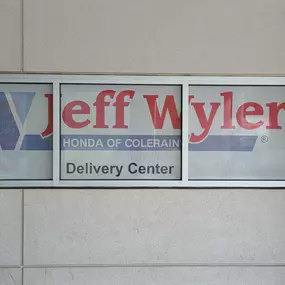 Jeff Wyler
HONDA OF COLERAIN
Delivery Center
®